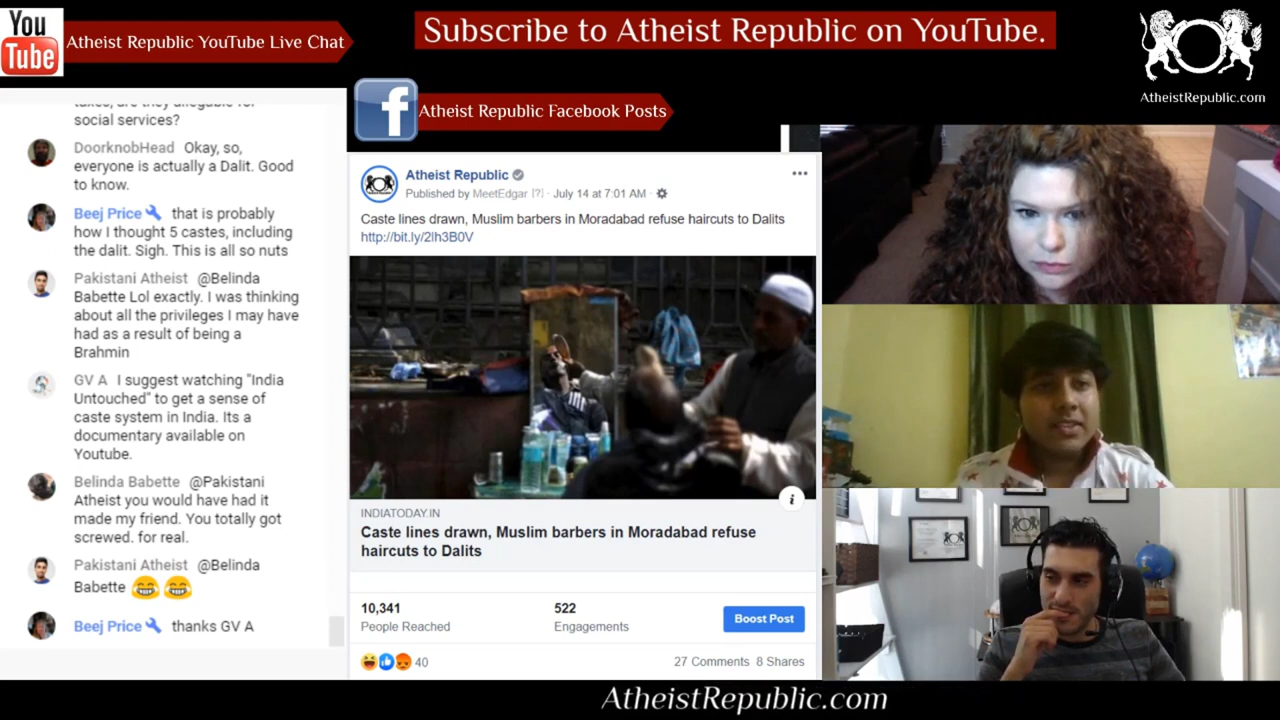 You
Tube
Atheist Republic YouTube Live Chat
Subscribe to Atheist Republic on YouTube.
AtheistRepublic.com
Atheist Republic Facebook Posts
social services?
DoorknobHead Okay, so,
everyone is actually a Dalit. Good
to know.
Beej Price that is probably
how I thought 5 castes, including
the dalit. Sigh. This is all so nuts
Pakistani Atheist @Belinda
Babette Lol exactly. I was thinking
about all the privileges I may have
had as a result of being a
Brahmin
GV A I suggest watching "India
Untouched" to get a sense of
caste system in India. Its a
documentary available on
Youtube.
Belinda Babette @Pakistani
Atheist you would have had it
made my friend. You totally got
screwed. for real.
Pakistani Atheist @Belinda
Babette 😂 😂
Beej Price thanks GV A
f
Atheist Republic
Published by MeetEdgar [?] · July 14 at 7:01 AM ·
Caste lines drawn, Muslim barbers in Moradabad refuse haircuts to Dalits
http://bit.ly/2lh3B0V
i
INDIATODAY.IN
Caste lines drawn, Muslim barbers in Moradabad refuse
haircuts to Dalits
10,341
People Reached
522
Engagements
Boost Post
40
27 Comments 8 Shares
AtheistRepublic.com